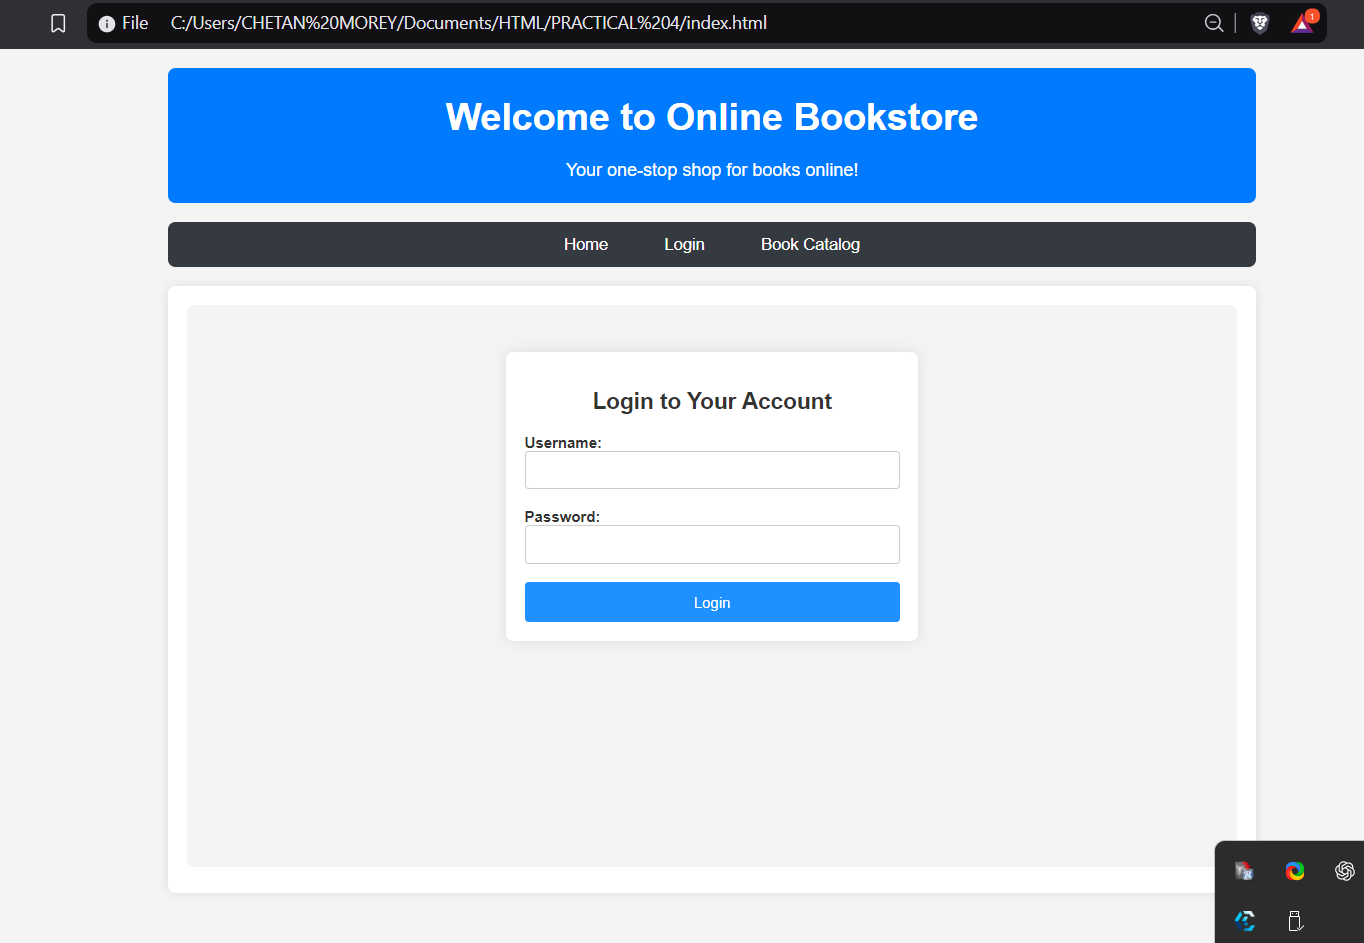 File C:/Users/CHETAN%20MOREY/Documents/HTML/PRACTICAL%204/index.html
1
Welcome to Online Bookstore
Your one-stop shop for books online!
Home Login Book Catalog
Login to Your Account
Username:
Password:
Login